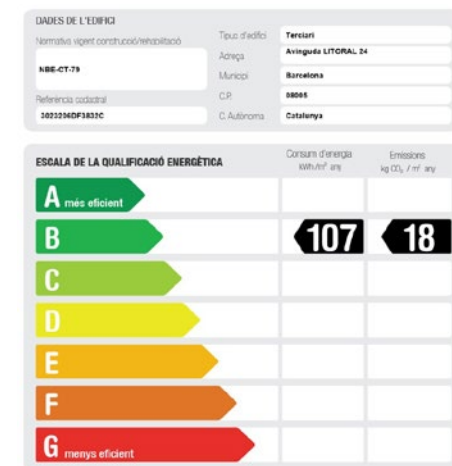 DADES DE L'EDIFICI
Normativa vigent construcció/rehabilitació
NBE-CT-79
Referència cadastral
3023206DF3832C
Tipus d'edifici Terciari
Adreça Avinguda LITORAL 24
Municipi Barcelona
C.P. 08005
C. Autònoma Catalunya
ESCALA DE LA QUALIFICACIÓ ENERGÈTICA
Consum d'energia
kWh/m² any
Emissions
kg CO₂ / m² any
A més eficient
B 107 18
C
D
E
F
G menys eficient